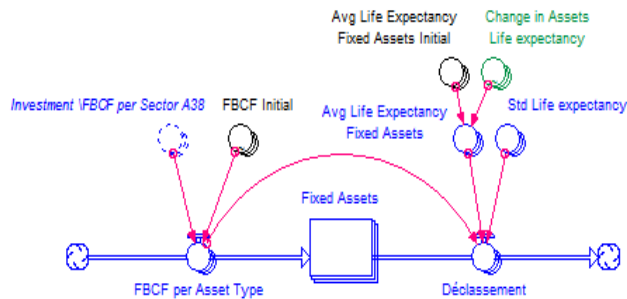 Avg Life Expectancy
Fixed Assets Initial
Change in Assets
Life expectancy
Investment \FBCF per Sector A38
FBCF Initial
Avg Life Expectancy
Fixed Assets
Std Life expectancy
Fixed Assets
FBCF per Asset Type
Déclassement